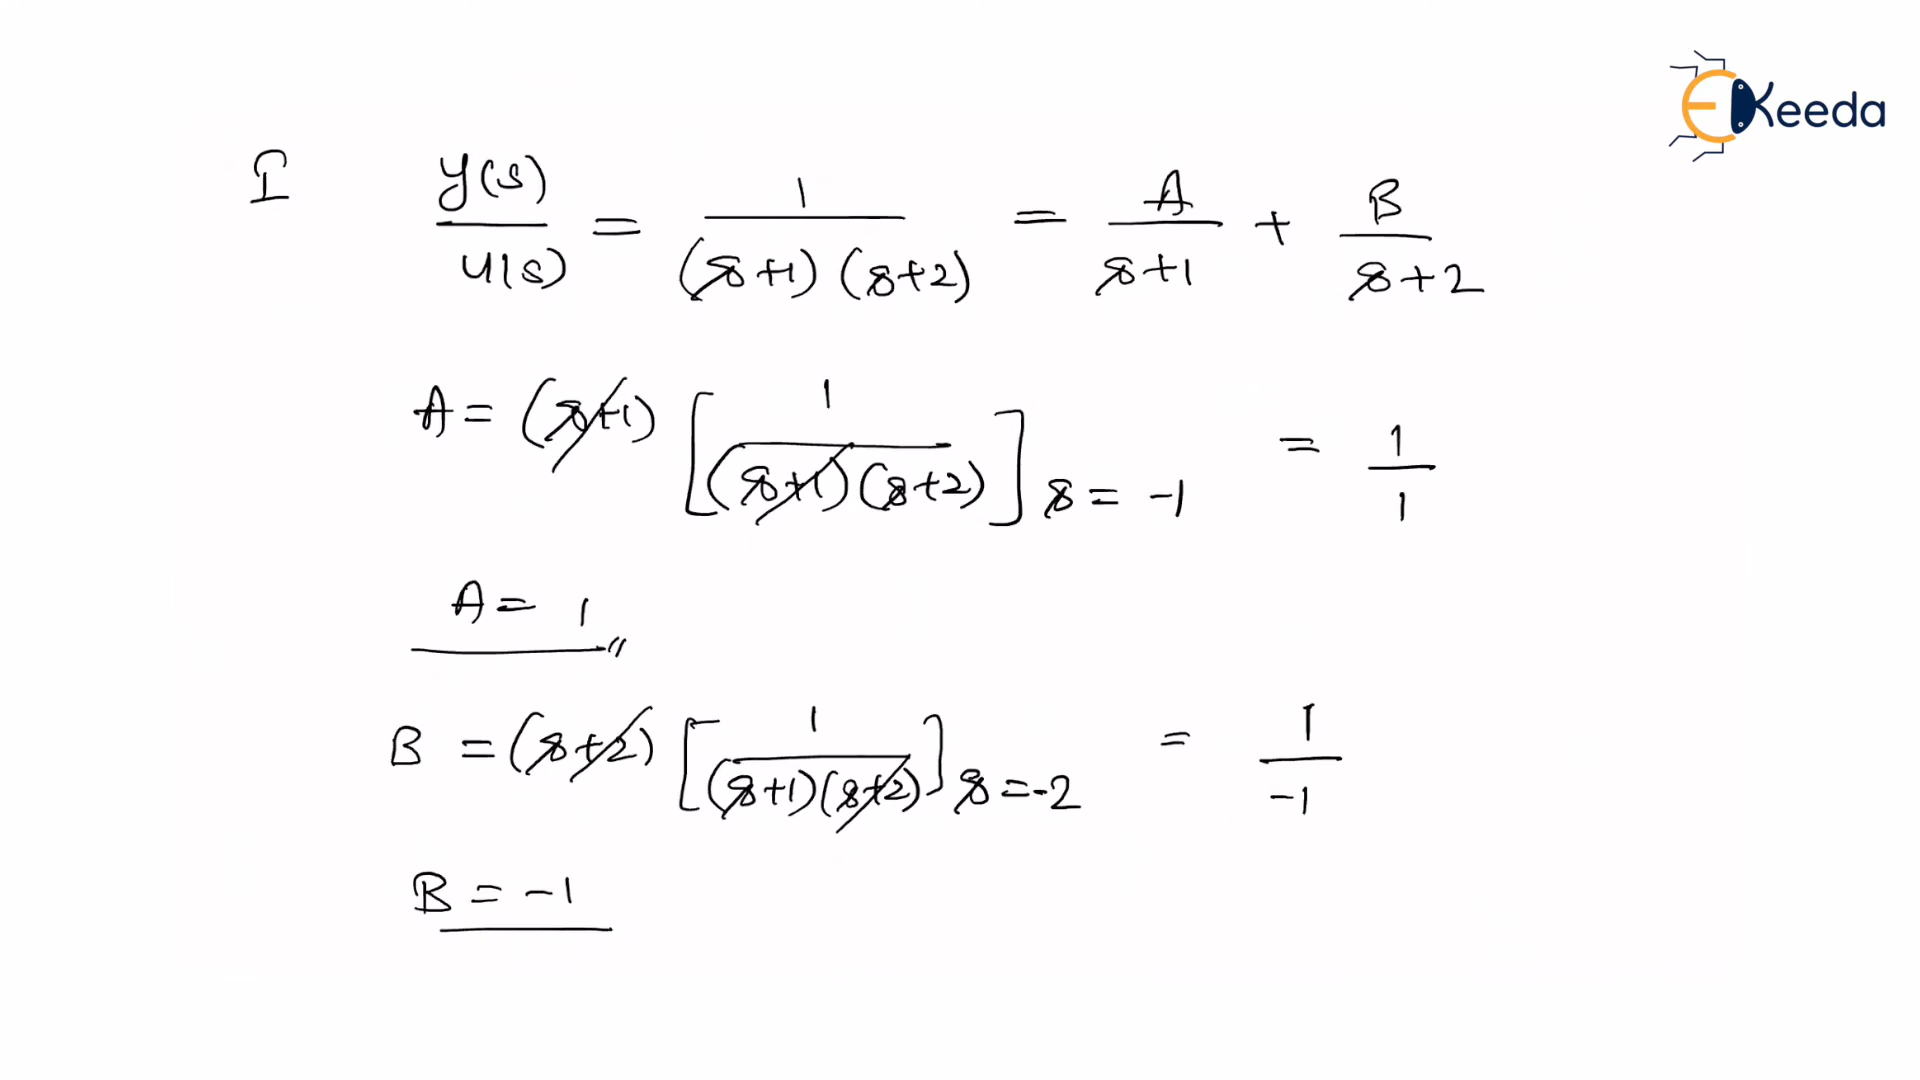 EKeeda
I y(s)/u(s) = 1/((s+1)(s+2)) = A/(s+1) + B/(s+2)
A = (s+1) [1/((s+1)(s+2))] s = -1 = 1/1
A = 1 "
B = (s+2) [1/((s+1)(s+2))] s = -2 = 1/-1
B = -1